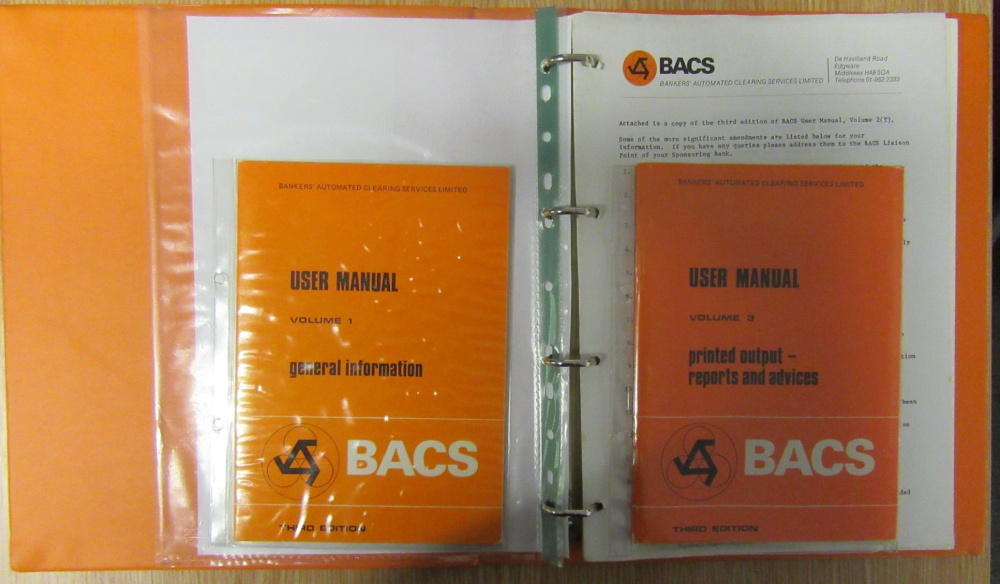 BANKERS' AUTOMATED CLEARING SERVICES LIMITED
USER MANUAL
VOLUME 1
general information
BACS
THIRD EDITION
BACS
BANKERS' AUTOMATED CLEARING SERVICES LIMITED
De Havilland Road
Edgware
Middlesex HA8 5QA
Telephone 01-952 2333
Attached is a copy of the third edition of BACS User Manual, Volume 2(T).
Some of the more significant amendments are listed below for your
information. If you have any queries please address them to the BACS Liaison
Point of your Sponsoring Bank.
BANKERS' AUTOMATED CLEARING SERVICES LIMITED
USER MANUAL
VOLUME 3
printed output –
reports and advices
BACS
THIRD EDITION